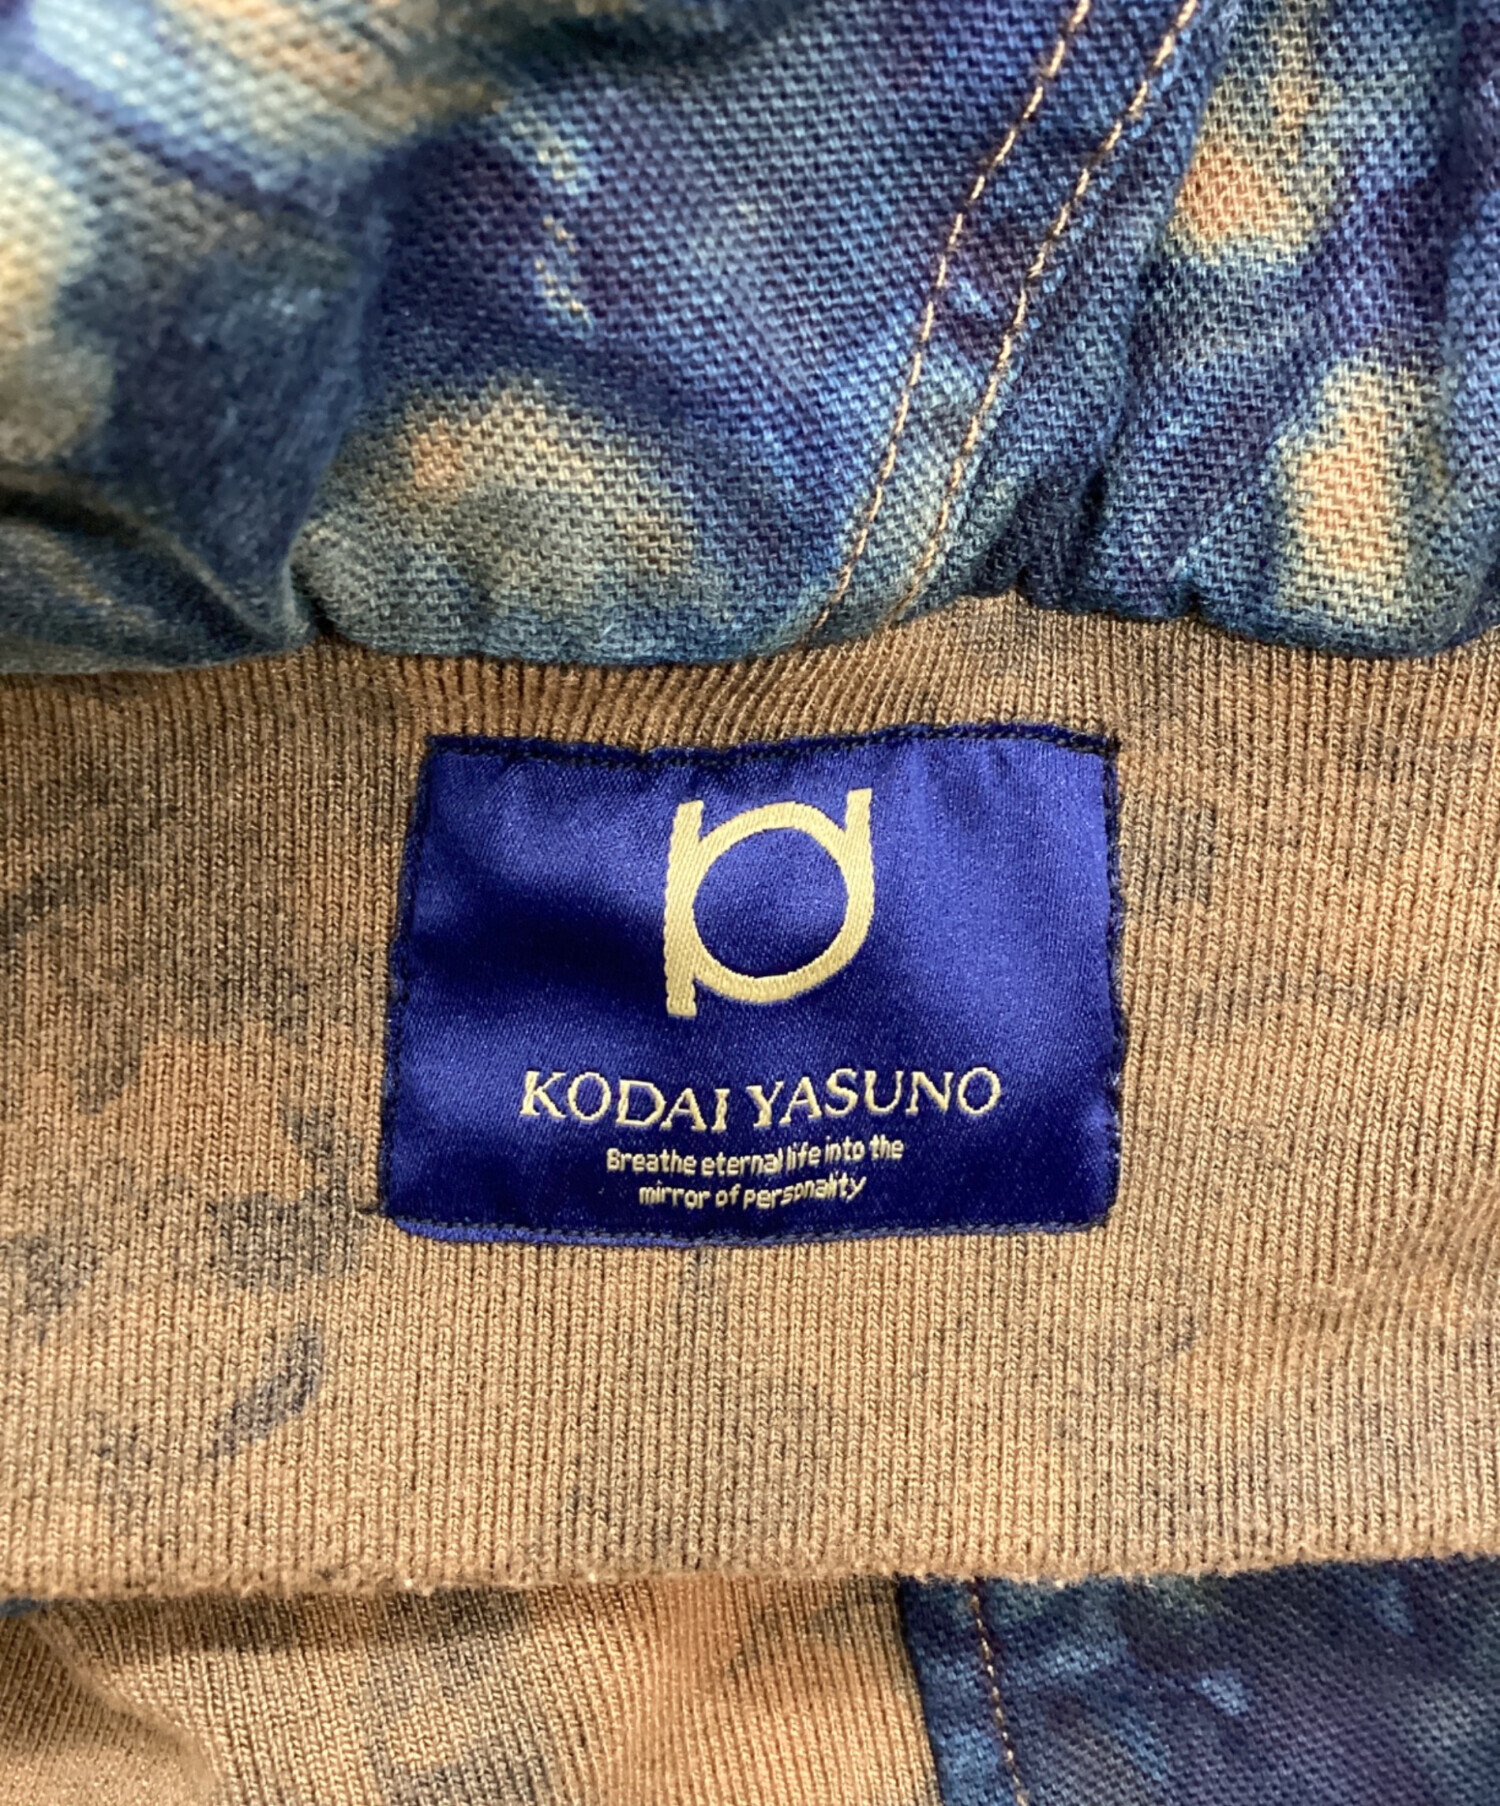 KODAI YASUNO
Breathe eternal life into the
mirror of personality